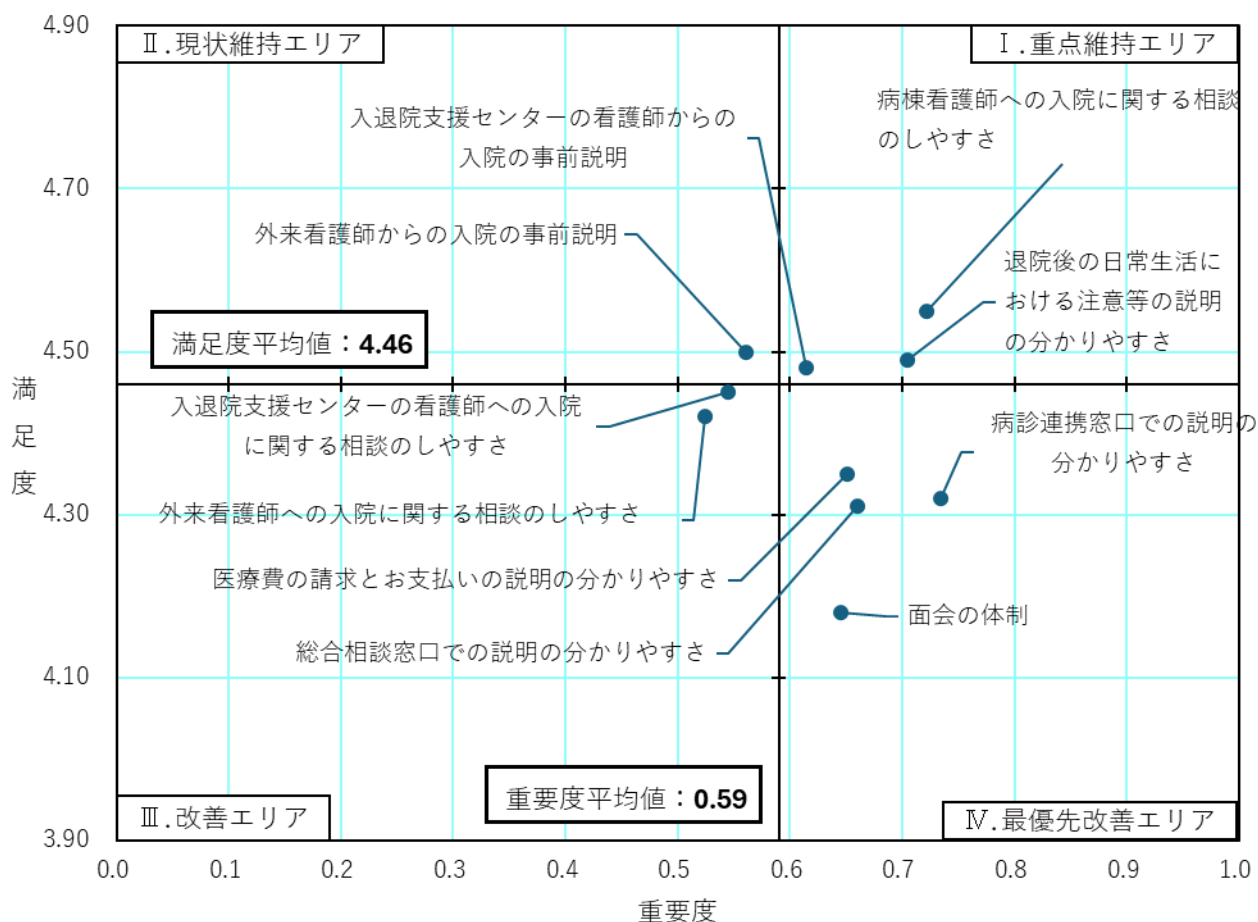 4.90
Ⅱ.現状維持エリア
Ⅰ.重点維持エリア
病棟看護師への入院に関する相談
のしやすさ
入退院支援センターの看護師からの
入院の事前説明
4.70
外来看護師からの入院の事前説明
退院後の日常生活に
おける注意等の説明
の分かりやすさ
満足度平均値：4.46
4.50
満足度
入退院支援センターの看護師への入院
に関する相談のしやすさ
病診連携窓口での説明の
分かりやすさ
外来看護師への入院に関する相談のしやすさ
4.30
医療費の請求とお支払いの説明の分かりやすさ
面会の体制
総合相談窓口での説明の分かりやすさ
4.10
重要度平均値：0.59
Ⅲ.改善エリア
Ⅳ.最優先改善エリア
3.90
0.0 0.1 0.2 0.3 0.4 0.5 0.6 0.7 0.8 0.9 1.0
重要度